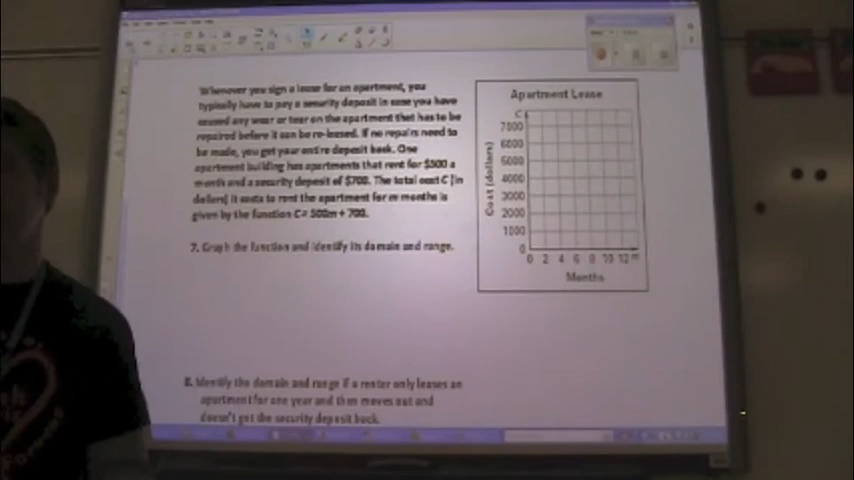 Whenever you sign a lease for an apartment, you
typically have to pay a security deposit in case you have
caused any wear or tear on the apartment that has to be
repaired before it can be re-leased. If no repairs need to
be made, you get your entire deposit back. One
apartment building has apartments that rent for $500 a
month and a security deposit of $700. The total cost C (in
dollars) it costs to rent the apartment for m months is
given by the function C = 500m + 700.
7. Graph the function and identify its domain and range.
8. Identify the domain and range if a renter only leases an
apartment for one year and then moves out and
doesn't get the security deposit back.
Apartment Lease
C
7000
6000
5000
4000
3000
2000
1000
0
Cost (dollars)
0 2 4 6 8 10 12 m
Months